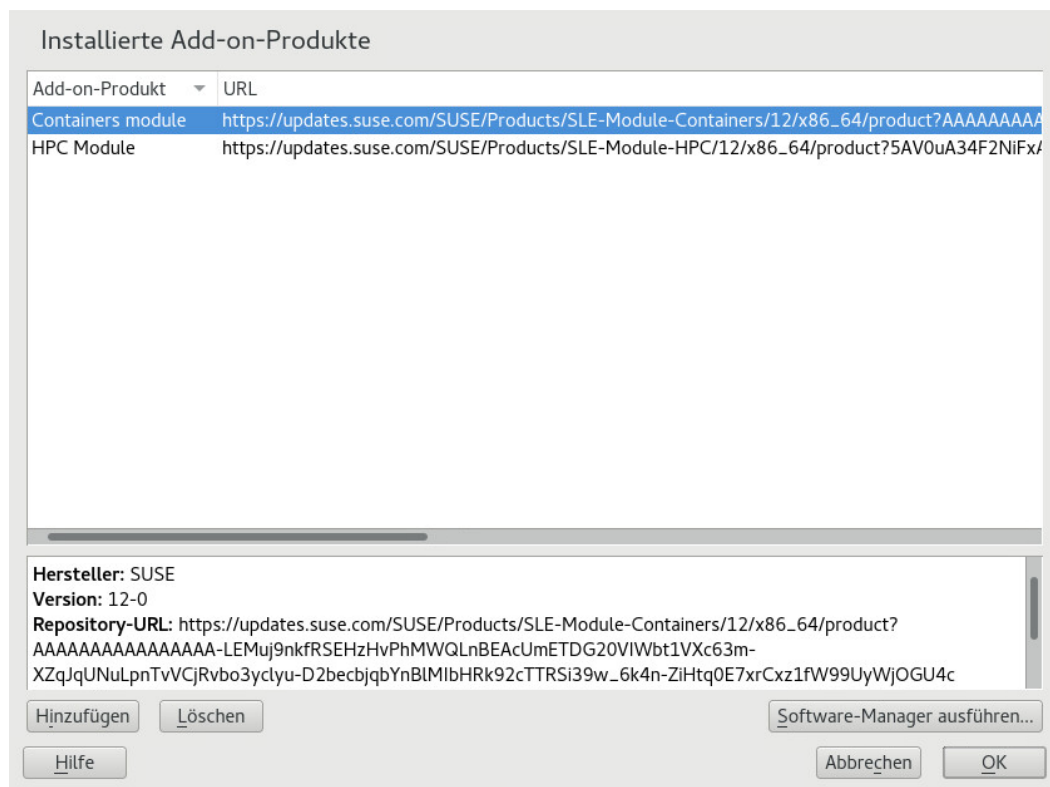 Installierte Add-on-Produkte
Add-on-Produkt URL
Containers module https://updates.suse.com/SUSE/Products/SLE-Module-Containers/12/x86_64/product?AAAAAAAAA
HPC Module https://updates.suse.com/SUSE/Products/SLE-Module-HPC/12/x86_64/product?5AV0uA34F2NiFxA
Hersteller: SUSE
Version: 12-0
Repository-URL: https://updates.suse.com/SUSE/Products/SLE-Module-Containers/12/x86_64/product?
AAAAAAAAAAAAAAAA-LEMuj9nkfRSEHzHvPhMWQLnBEAcUmETDG20VIWbt1VXc63m-
XZqJqUNuLpnTvVCjRvbo3yclyu-D2becbjqbYnBlMIbHRk92cTTRSi39w_6k4n-ZiHtq0E7xrCxz1fW99UyWjOGU4c
Hinzufügen Löschen Software-Manager ausführen...
Hilfe Abbrechen OK